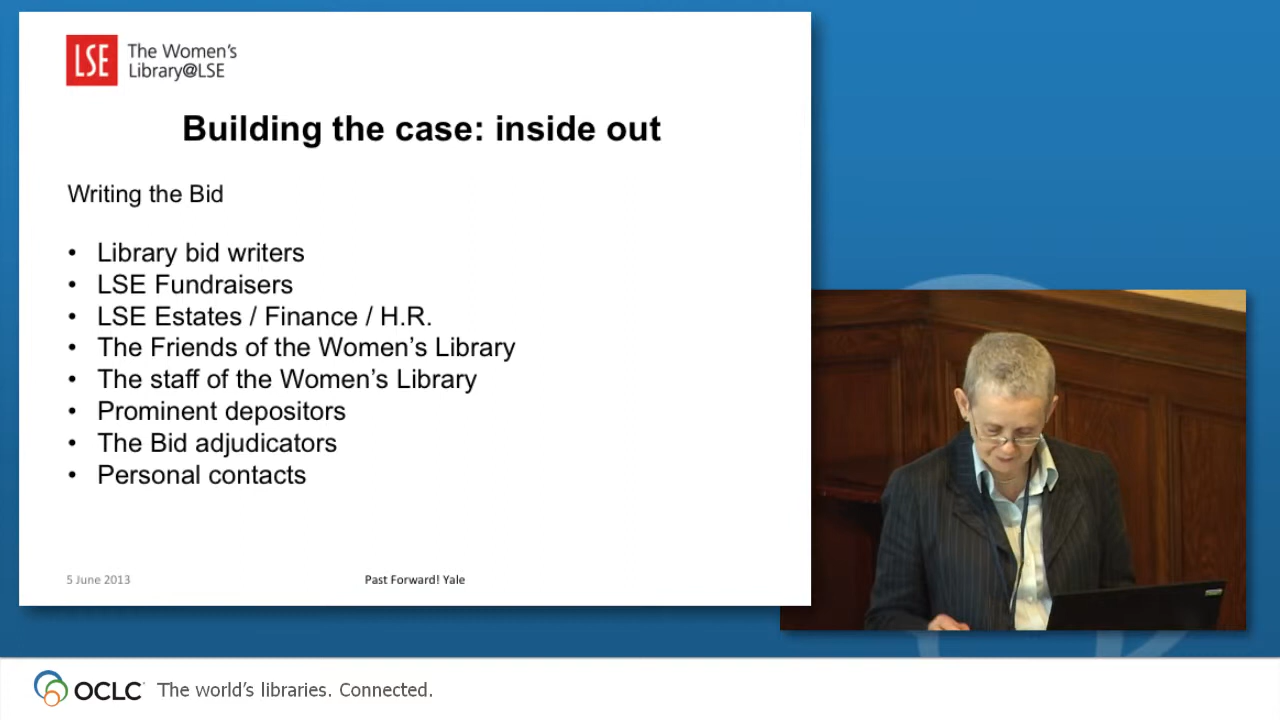 LSE
The Women's
Library@LSE
Building the case: inside out
Writing the Bid
• Library bid writers
• LSE Fundraisers
• LSE Estates / Finance / H.R.
• The Friends of the Women's Library
• The staff of the Women's Library
• Prominent depositors
• The Bid adjudicators
• Personal contacts
5 June 2013
Past Forward! Yale
OCLC
The world's libraries. Connected.